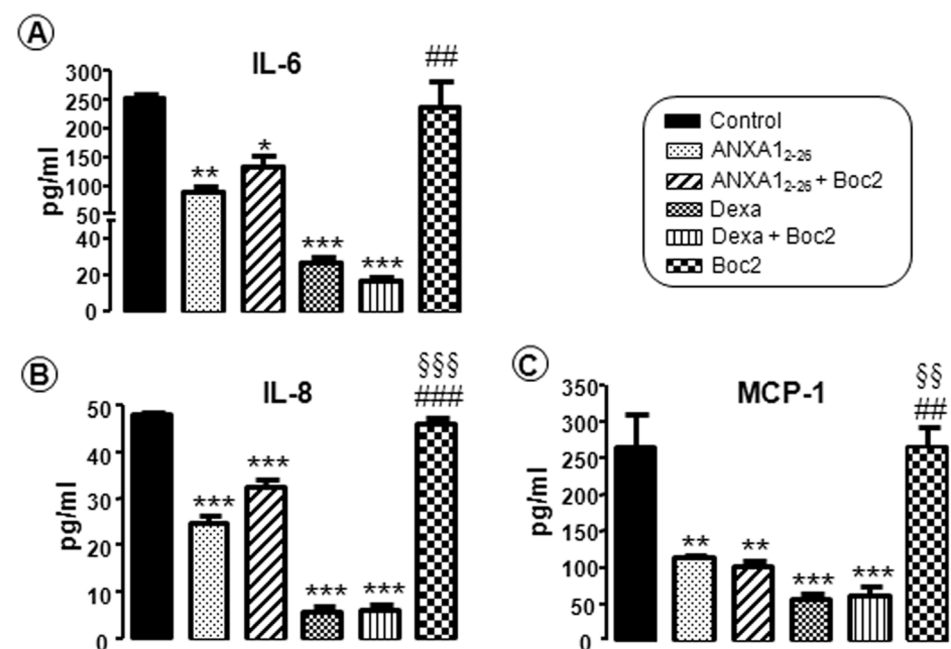 A
IL-6
##
300
250
200
150
100
50
40
20
0
pg/ml
**
*
***
***
Control
ANXA1₂₋₂₆
ANXA1₂₋₂₆ + Boc2
Dexa
Dexa + Boc2
Boc2
B
IL-8
§§§
###
50
40
30
20
10
0
pg/ml
***
***
***
***
C
MCP-1
§§
##
350
300
250
200
150
100
50
0
pg/ml
**
**
***
***